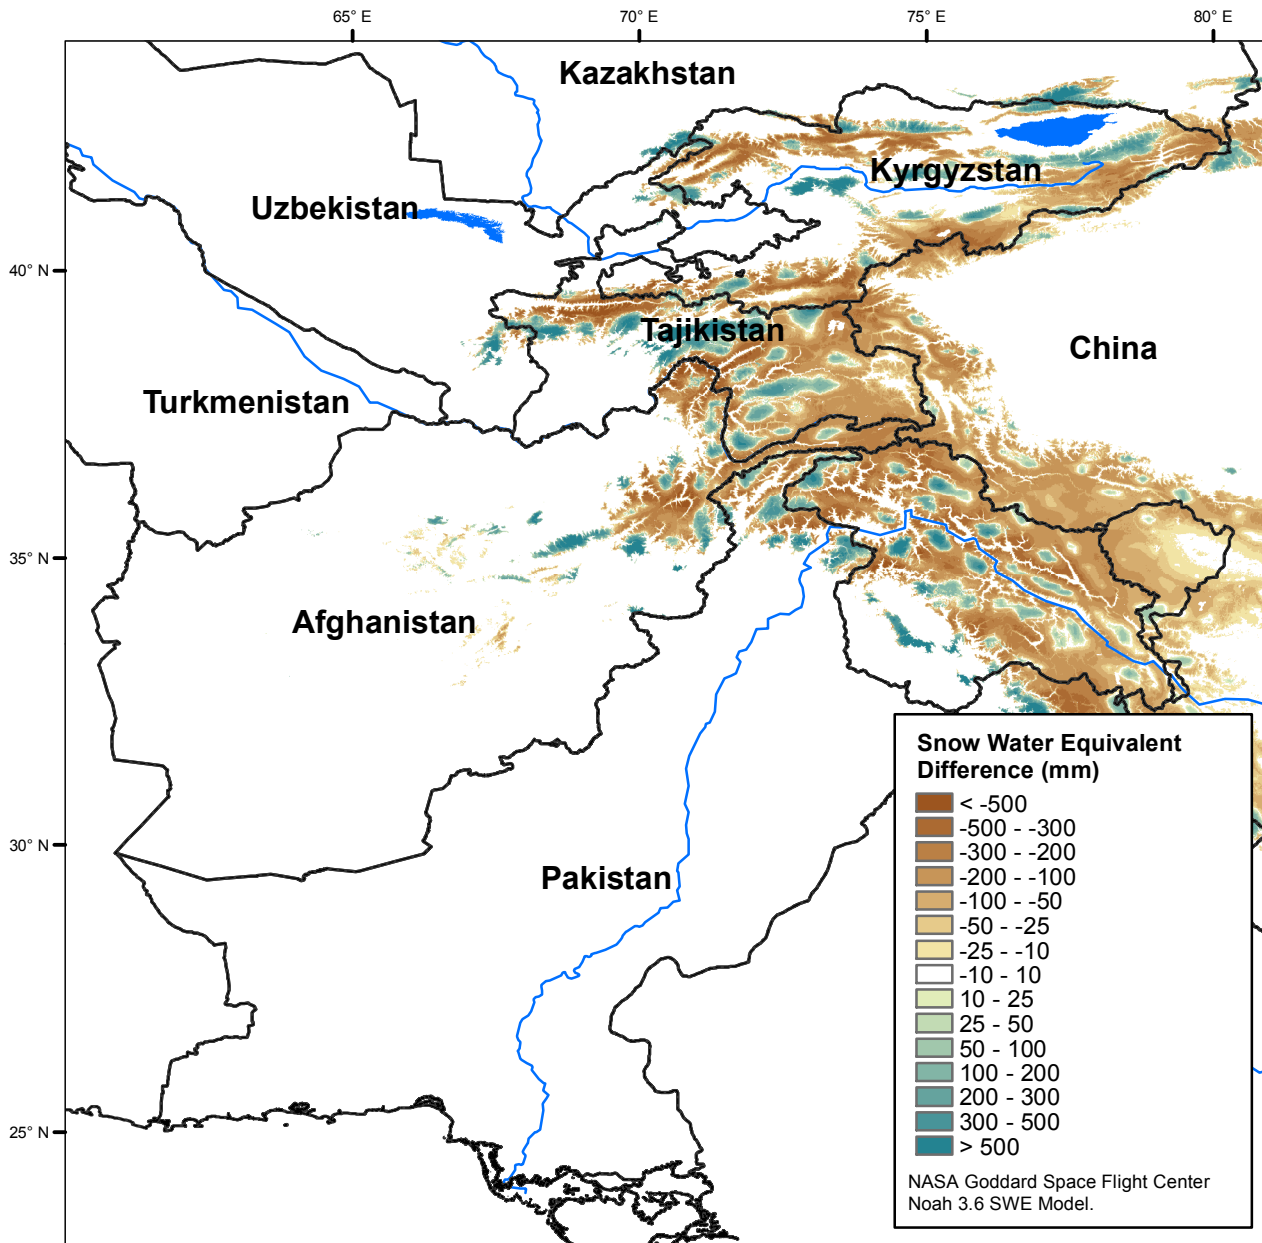 65° E
70° E
75° E
80° E
Kazakhstan
Kyrgyzstan
Uzbekistan
40° N
Tajikistan
China
Turkmenistan
35° N
Afghanistan
30° N
Pakistan
25° N
Snow Water Equivalent
Difference (mm)
< -500
-500 - -300
-300 - -200
-200 - -100
-100 - -50
-50 - -25
-25 - -10
-10 - 10
10 - 25
25 - 50
50 - 100
100 - 200
200 - 300
300 - 500
> 500
NASA Goddard Space Flight Center
Noah 3.6 SWE Model.